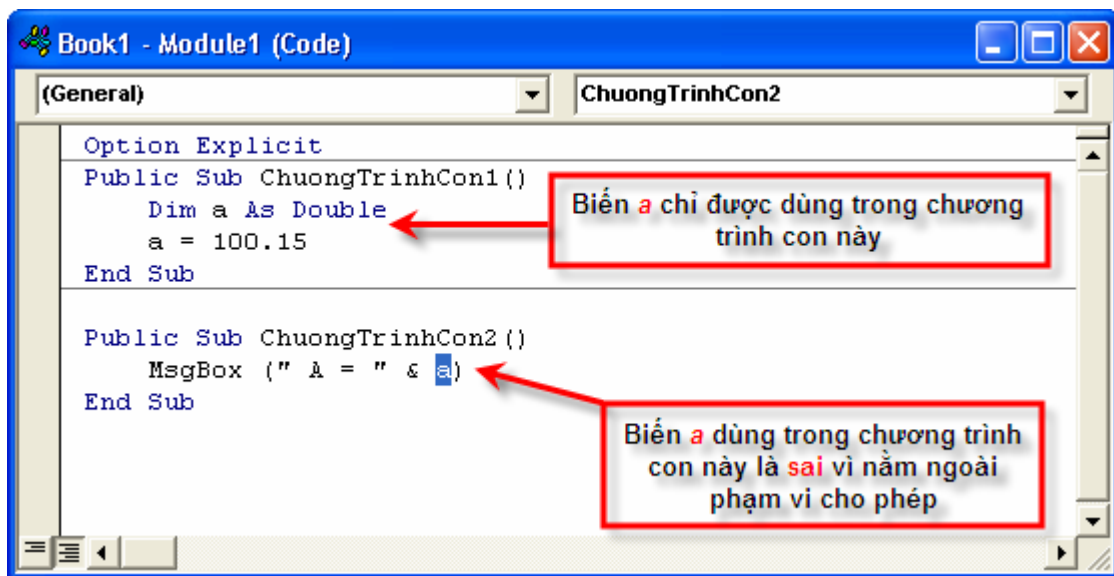 Book1 - Module1 (Code)
(General)
ChuongTrinhCon2
Option Explicit
Public Sub ChuongTrinhCon1()
Dim a As Double
a = 100.15
End Sub
Biến a chỉ được dùng trong chương
trình con này
Public Sub ChuongTrinhCon2()
MsgBox (" A = " & a)
End Sub
Biến a dùng trong chương trình
con này là sai vì nằm ngoài
phạm vi cho phép